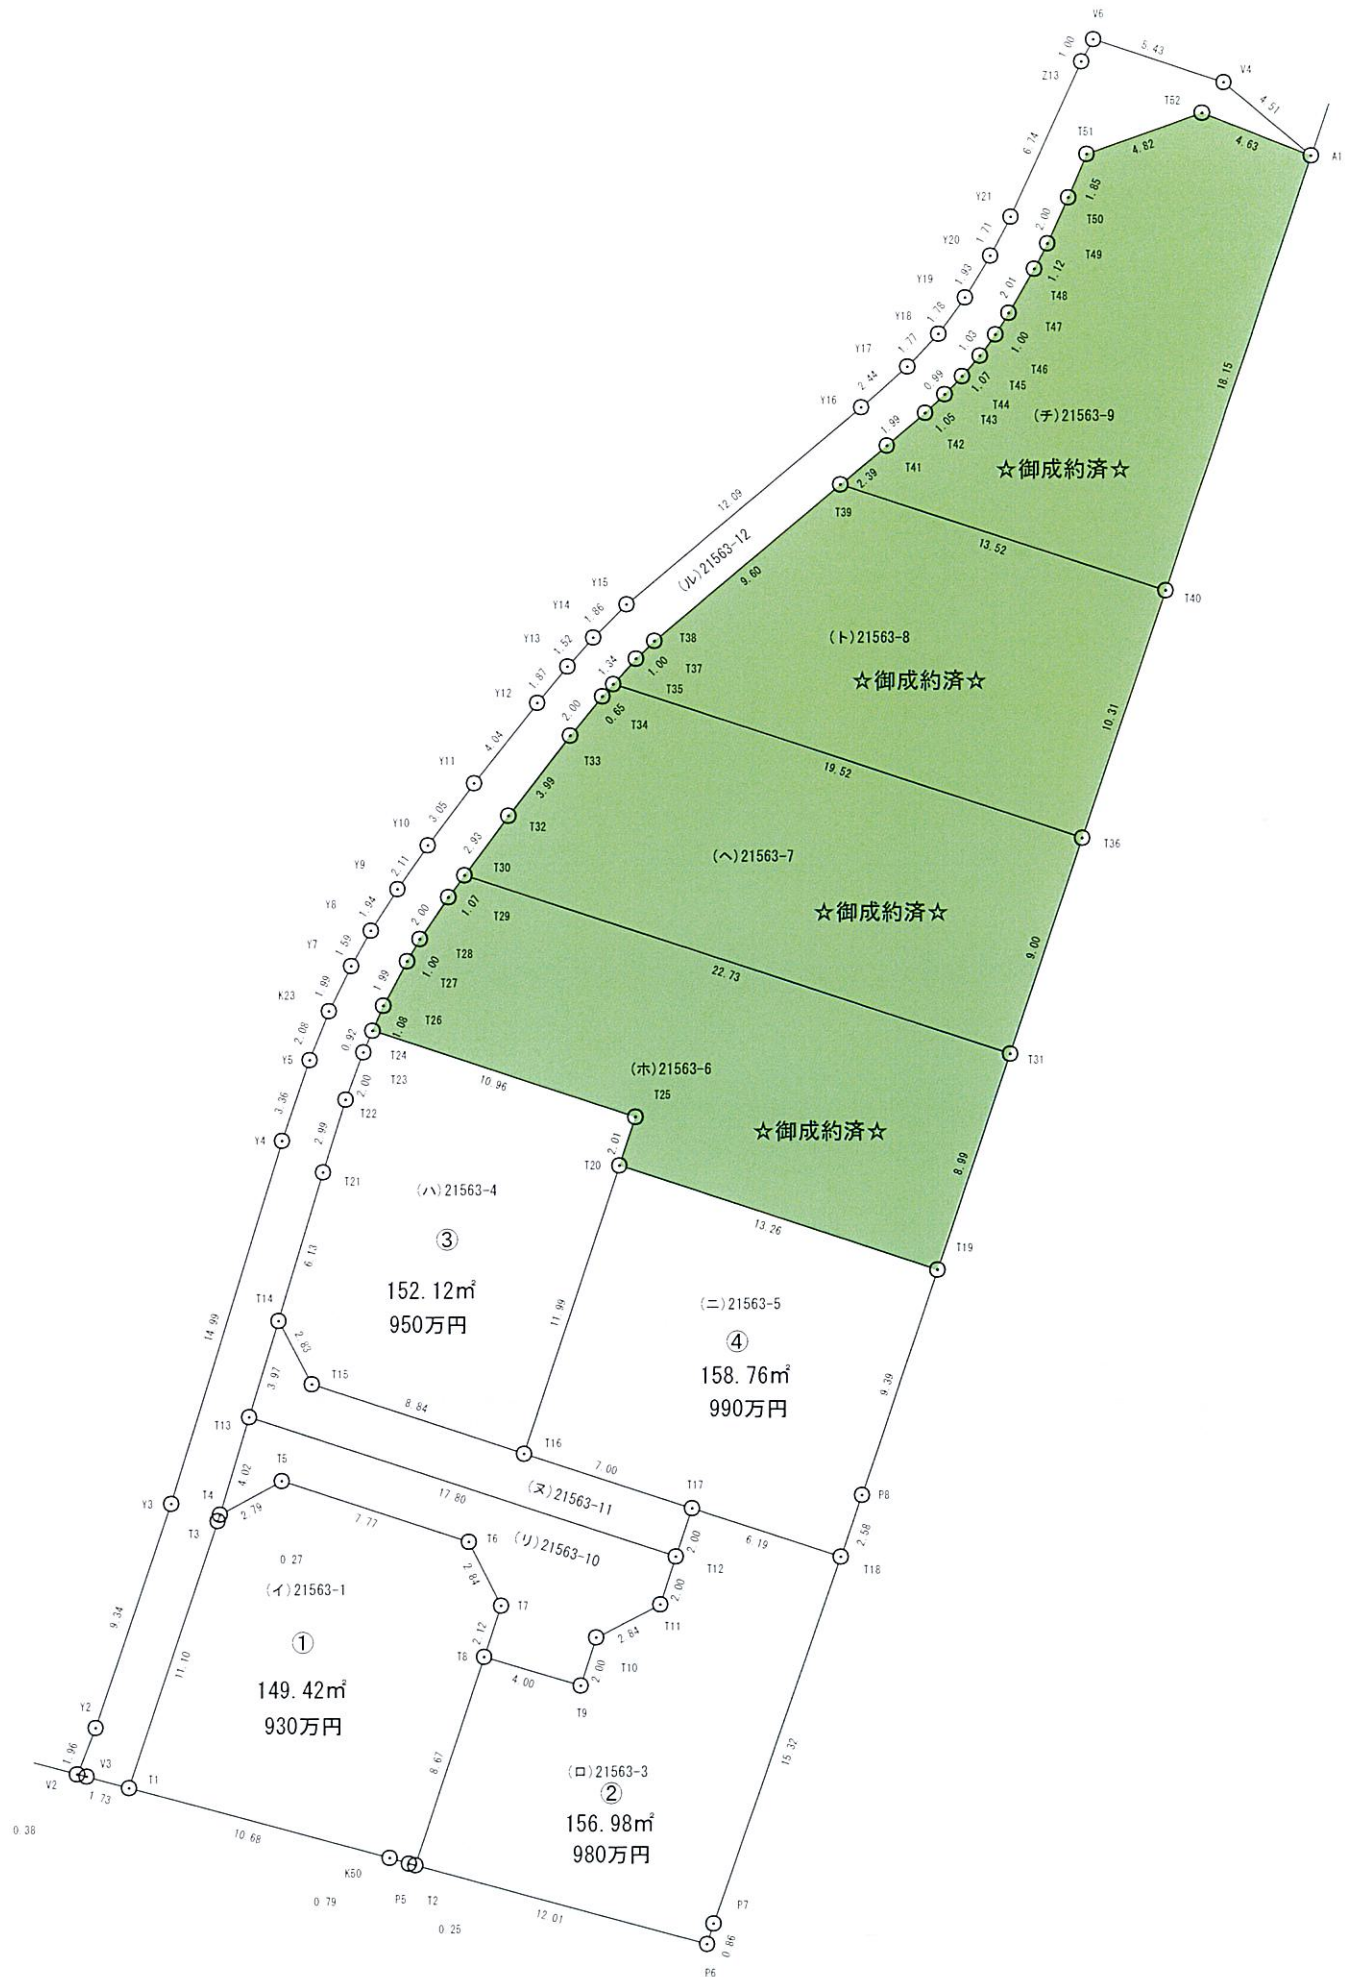 V6
1.00
5.43
Z13
V4
4.51
T52
T51
4.82
4.63
A1
6.74
1.85
Y21
T50
2.00
1.71
Y20
T49
1.12
1.93
Y19
2.01
T48
1.78
Y18
T47
1.00
1.77
1.03
Y17
T46
2.44
0.99
1.07
T45
18.15
Y16
T44
T43
(チ)21563-9
1.99
1.05
T42
T41
☆御成約済☆
2.39
12.09
T39
13.52
(ル)21563-12
9.60
Y15
T40
Y14
1.86
Y13
1.52
T38
(ト)21563-8
1.34
1.00
T37
1.87
☆御成約済☆
T35
Y12
2.00
0.65
T34
10.31
4.04
T33
Y11
19.52
3.99
3.05
Y10
T32
T36
2.93
(ヘ)21563-7
Y9
2.11
T30
Y8
1.94
1.07
☆御成約済☆
2.00
T29
Y7
1.59
T28
1.00
9.00
1.99
1.99
T27
22.73
K23
2.08
T26
1.08
0.92
Y5
T24
T31
(ホ)21563-6
T23
10.96
2.00
3.36
T25
T22
☆御成約済☆
Y4
2.99
2.01
8.99
T20
T21
(ハ)21563-4
13.26
③
T19
6.13
152.12㎡
T14
(ニ)21563-5
950万円
11.99
14.99
④
2.83
158.76㎡
T15
9.39
3.97
990万円
8.84
T13
T16
T5
7.00
4.02
T17
P8
(ヌ)21563-11
17.80
Y3
T4
2.79
T3
7.77
2.58
T6
(リ)21563-10
6.19
2.00
T18
0.27
T12
(イ)21563-1
2.84
2.00
T7
9.34
T11
2.12
2.84
①
11.10
T8
T10
4.00
2.00
149.42㎡
T9
930万円
Y2
15.32
1.96
8.67
V3
(ロ)21563-3
V2
T1
②
1.73
156.98㎡
0.38
10.68
980万円
K50
P5
T2
0.79
P7
0.25
12.01
0.86
P6